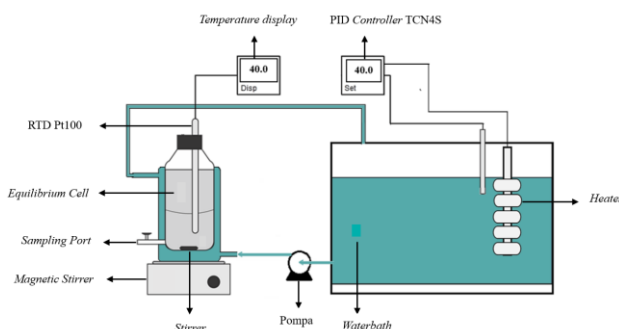 Temperature display
PID Controller TCN4S
40.0
Disp
40.0
Set
RTD Pt100
Equilibrium Cell
Heater
Sampling Port
Magnetic Stirrer
Stirrer
Pompa
Waterbath